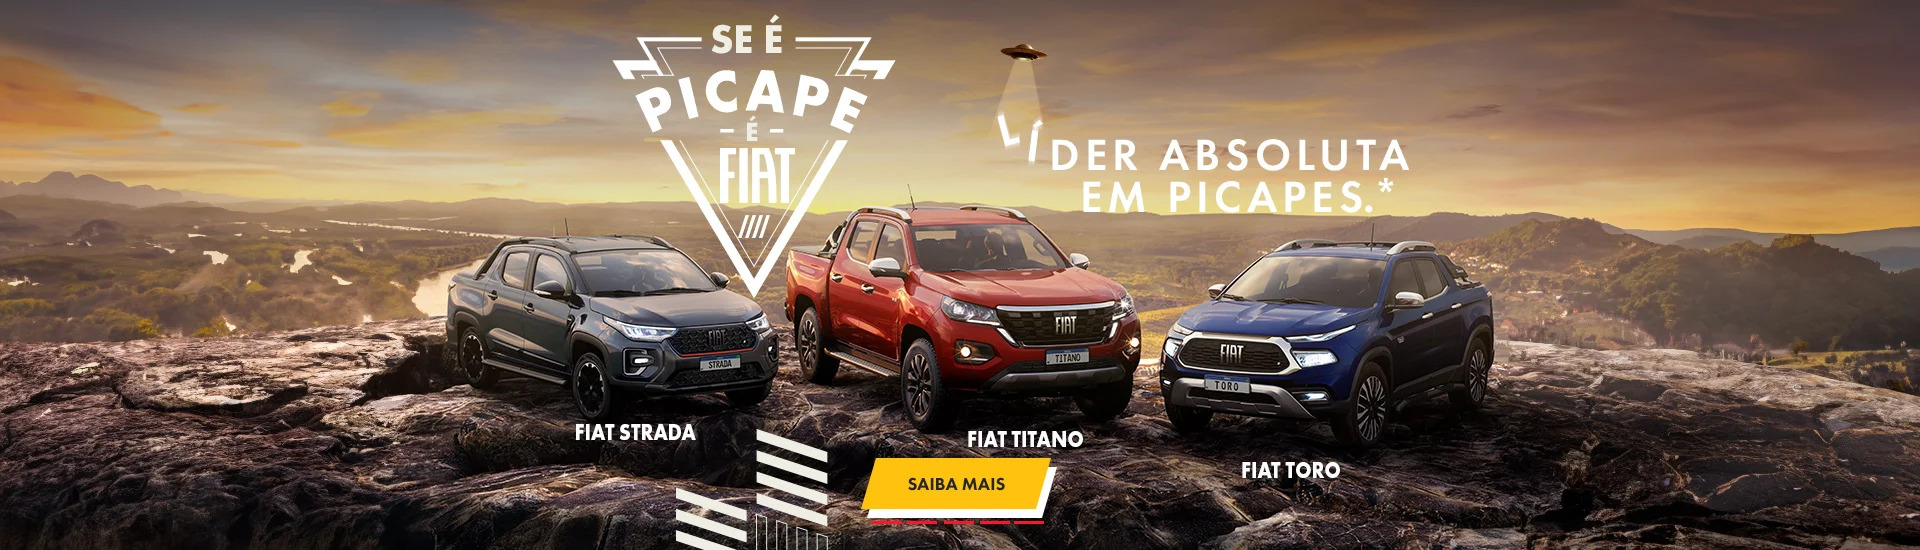 SE É
PICAPE
É
FIAT
LÍDER ABSOLUTA
EM PICAPES.*
FIAT
STRADA
FIAT
TITANO
FIAT
TORO
FIAT STRADA
FIAT TITANO
FIAT TORO
SAIBA MAIS